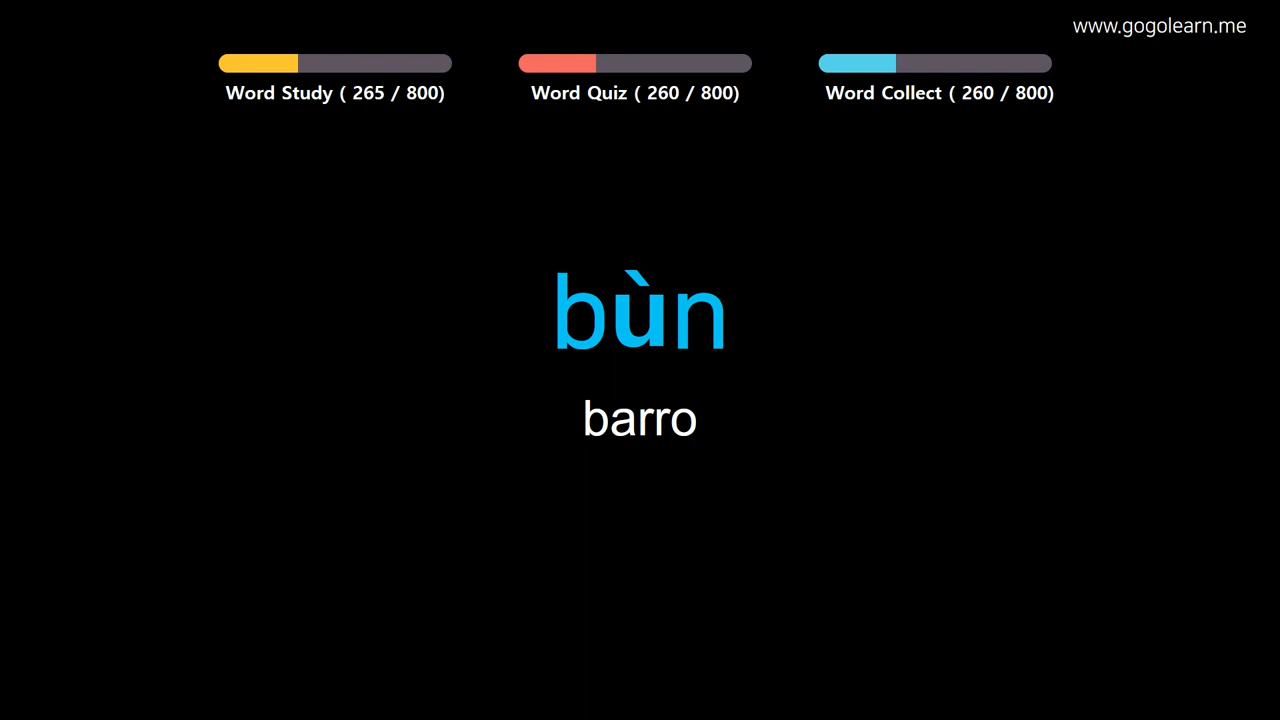 www.gogolearn.me
Word Study ( 265 / 800)
Word Quiz ( 260 / 800)
Word Collect ( 260 / 800)
bùn
barro